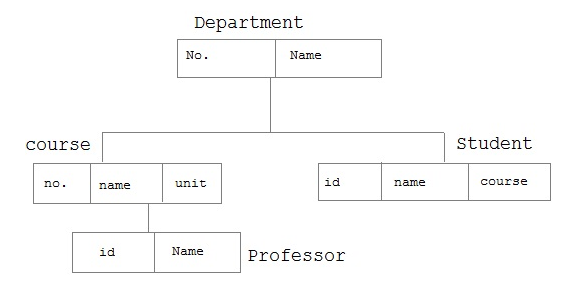 Department
No. Name
course
Student
no. name unit
id name course
id Name
Professor